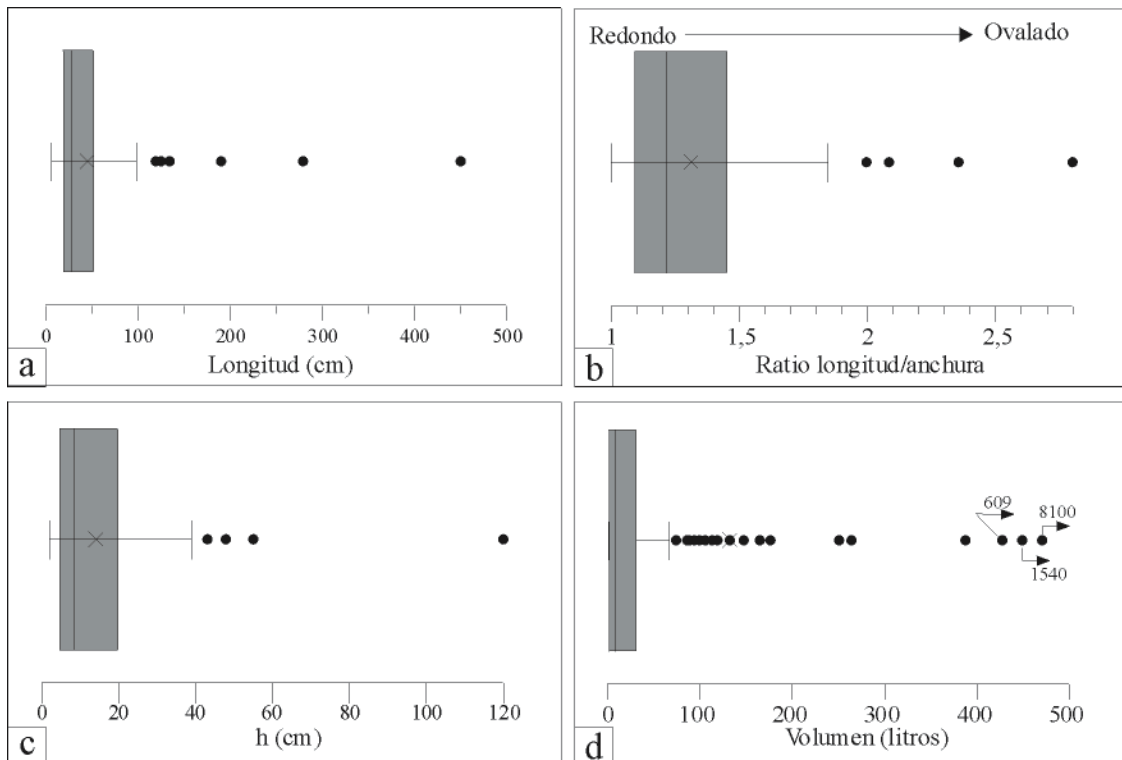 0 100 200 300 400 500
Longitud (cm)
a
Redondo Ovalado
1 1,5 2 2,5
Ratio longitud/anchura
b
0 20 40 60 80 100 120
h (cm)
c
609 8100
1540
0 100 200 300 400 500
Volumen (litros)
d